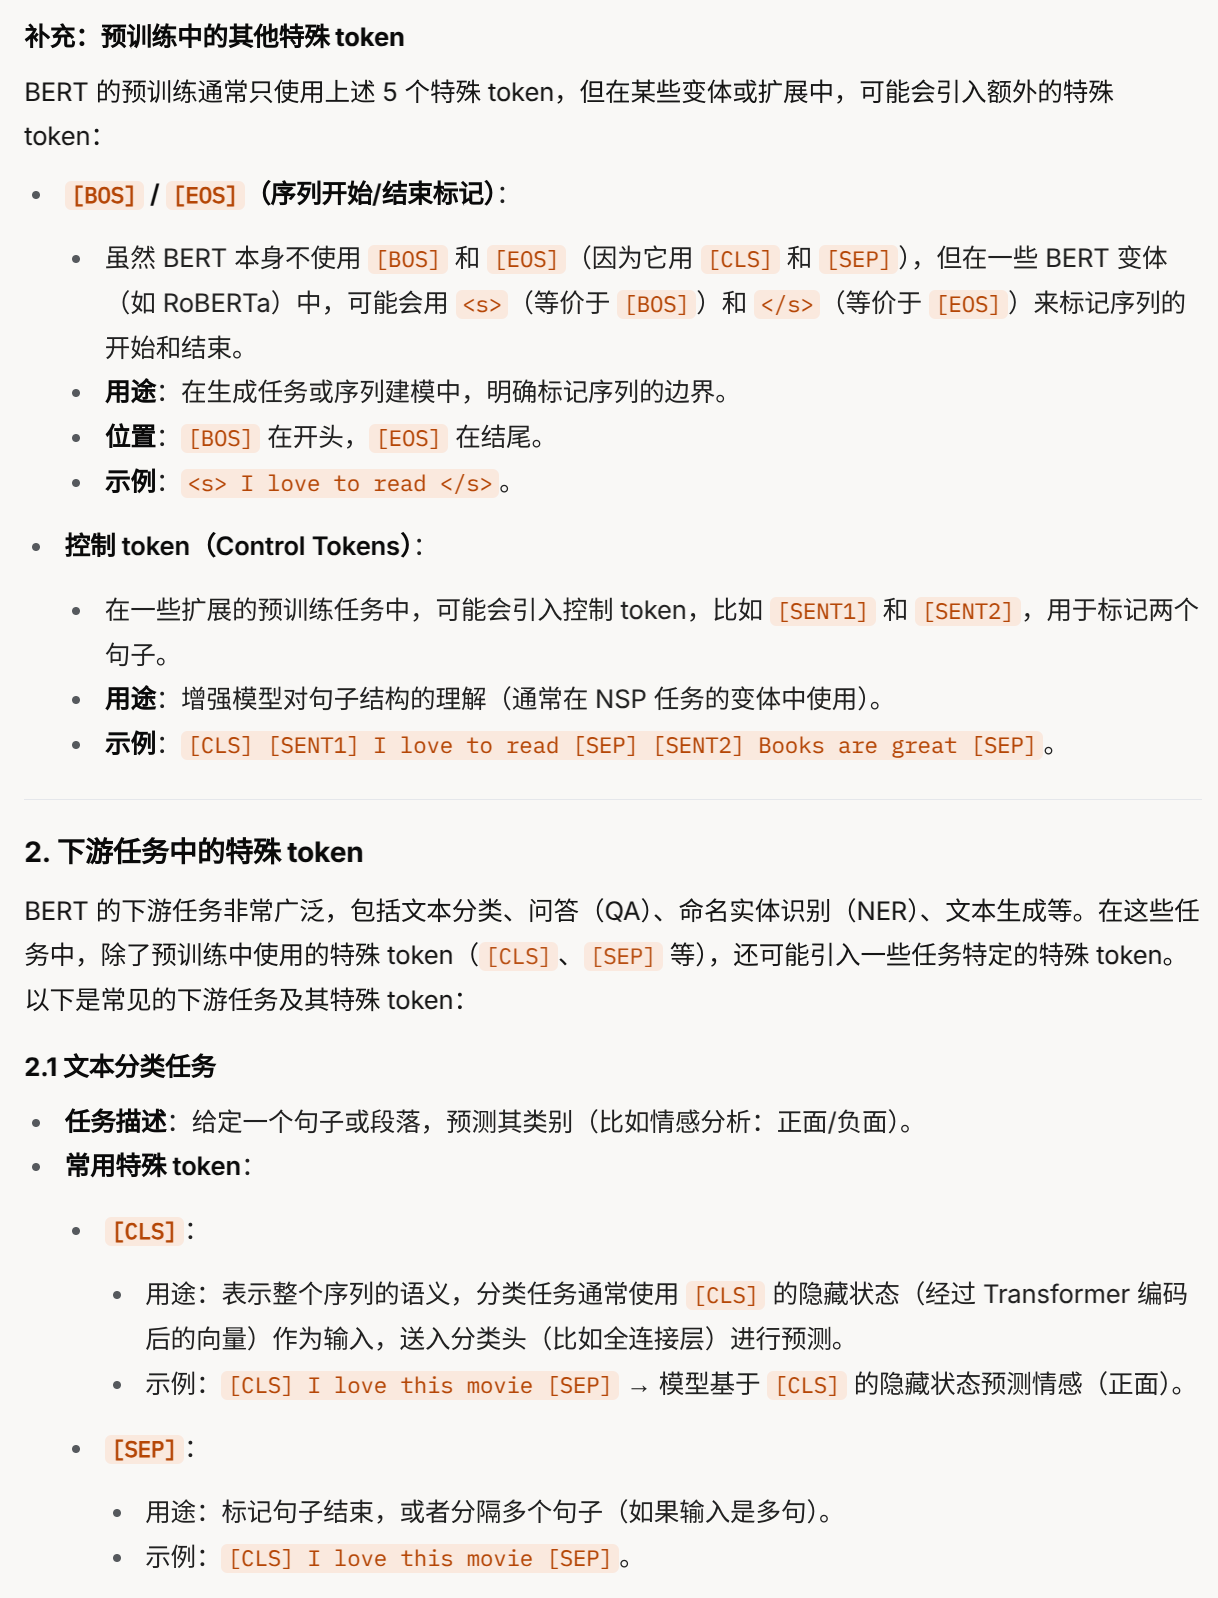 补充：预训练中的其他特殊 token
BERT 的预训练通常只使用上述 5 个特殊 token，但在某些变体或扩展中，可能会引入额外的特殊
token：
[BOS] / [EOS]（序列开始/结束标记）：
虽然 BERT 本身不使用 [BOS] 和 [EOS]（因为它用 [CLS] 和 [SEP]），但在一些 BERT 变体
（如 RoBERTa）中，可能会用 <s>（等价于 [BOS]）和 </s>（等价于 [EOS]）来标记序列的
开始和结束。
用途：在生成任务或序列建模中，明确标记序列的边界。
位置：[BOS] 在开头，[EOS] 在结尾。
示例：<s> I love to read </s>。
控制 token（Control Tokens）：
在一些扩展的预训练任务中，可能会引入控制 token，比如 [SENT1] 和 [SENT2]，用于标记两个
句子。
用途：增强模型对句子结构的理解（通常在 NSP 任务的变体中使用）。
示例：[CLS] [SENT1] I love to read [SEP] [SENT2] Books are great [SEP]。
2. 下游任务中的特殊 token
BERT 的下游任务非常广泛，包括文本分类、问答（QA）、命名实体识别（NER）、文本生成等。在这些任
务中，除了预训练中使用的特殊 token（[CLS]、[SEP] 等），还可能引入一些任务特定的特殊 token。
以下是常见的下游任务及其特殊 token：
2.1 文本分类任务
任务描述：给定一个句子或段落，预测其类别（比如情感分析：正面/负面）。
常用特殊 token：
[CLS]：
用途：表示整个序列的语义，分类任务通常使用 [CLS] 的隐藏状态（经过 Transformer 编码
后的向量）作为输入，送入分类头（比如全连接层）进行预测。
示例：[CLS] I love this movie [SEP] → 模型基于 [CLS] 的隐藏状态预测情感（正面）。
[SEP]：
用途：标记句子结束，或者分隔多个句子（如果输入是多句）。
示例：[CLS] I love this movie [SEP]。